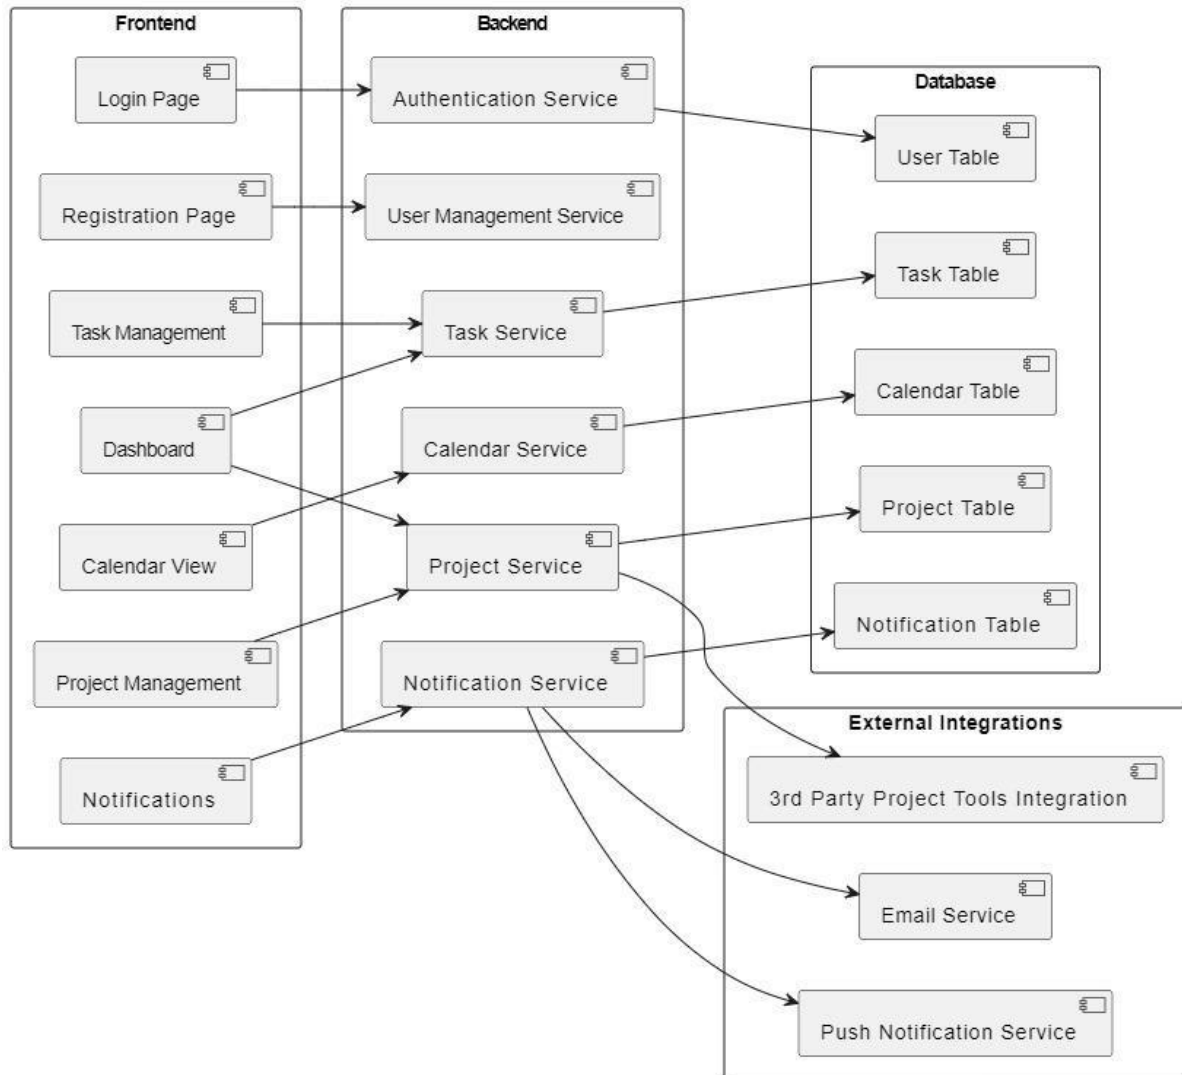 Frontend
Login Page
Registration Page
Task Management
Dashboard
Calendar View
Project Management
Notifications
Backend
Authentication Service
User Management Service
Task Service
Calendar Service
Project Service
Notification Service
Database
User Table
Task Table
Calendar Table
Project Table
Notification Table
External Integrations
3rd Party Project Tools Integration
Email Service
Push Notification Service